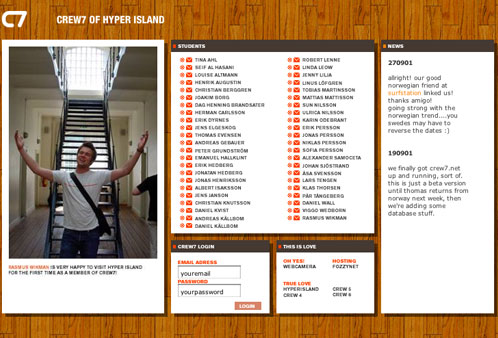 C7
CREW7 OF HYPER ISLAND
RASMUS WIKMAN IS VERY HAPPY TO VISIT HYPER ISLAND
FOR THE FIRST TIME AS A MEMBER OF CREW7!
STUDENTS
TINA AHL
SEIF AL HASANI
LOUISE ALTMANN
HENRIK AUGUSTIN
CHRISTIAN BERGGREN
JOAKIM BORG
DAG HENNING BRANDSATER
HERMAN CARLSSON
ERIK DYRNES
JENS ELGESKOG
THOMAS EVENSEN
ANDREAS GEBAUER
PETER GRUNDSTRÖM
EMANUEL HALLKLINT
ERIK HEDBORG
JONATAN HEDBERG
JONAS HENRIKSSON
ALBERT ISAKSSON
JENS JANSON
CHRISTIAN KNUTSSON
DANIEL KVIST
ANDREAS KÄLLBOM
DANIEL KÄLLBOM
ROBERT LENNE
LINDA LEOW
JENNY LILJA
LINUS LÖFGREN
TOBIAS MARTINSSON
MATTIAS MATTISSON
SUN NILSSON
ULRICA NILSSON
KARIN ODEBRANT
ERIK PERSSON
JONAS PERSSON
NIKLAS PERSSON
SOFIA PERSSON
ALEXANDER SAMOCETA
JOHAN SJÖSTRAND
ÅSA SVENSSON
LARS TENGEN
KLAS THORSEN
PÄR TÄNGEBERG
DANIEL WALL
VIGGO WEDBORN
RASMUS WIKMAN
CREW7 LOGIN
EMAIL ADRESS
youremail
PASSWORD
yourpassword
LOGIN
THIS IS LOVE
OH YES!
WEBCAMERA
HOSTING
FOZZYNET
TRUE LOVE
HYPERISLAND
CREW 4
CREW 5
CREW 6
NEWS
270901
allright! our good
norwegian friend at
surfstation linked us!
thanks amigo!
going strong with the
norwegian trend....you
swedes may have to
reverse the dates :)
190901
we finally got crew7.net
up and running, sort of.
this is just a beta version
until thomas returns from
norway next week, then
we're adding some
database stuff.